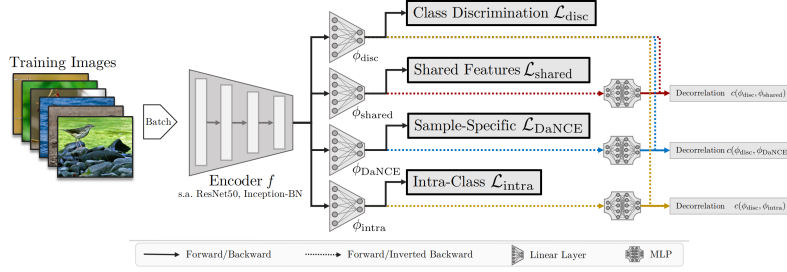 Training Images
Batch
Encoder f
s.a. ResNet50, Inception-BN
ϕdisc
ϕshared
ϕDaNCE
ϕintra
Class Discrimination ℒdisc
Shared Features ℒshared
Sample-Specific ℒDaNCE
Intra-Class ℒintra
Decorrelation c(ϕdisc, ϕshared)
Decorrelation c(ϕdisc, ϕDaNCE)
Decorrelation c(ϕdisc, ϕintra)
Forward/Backward
Forward/Inverted Backward
Linear Layer
MLP